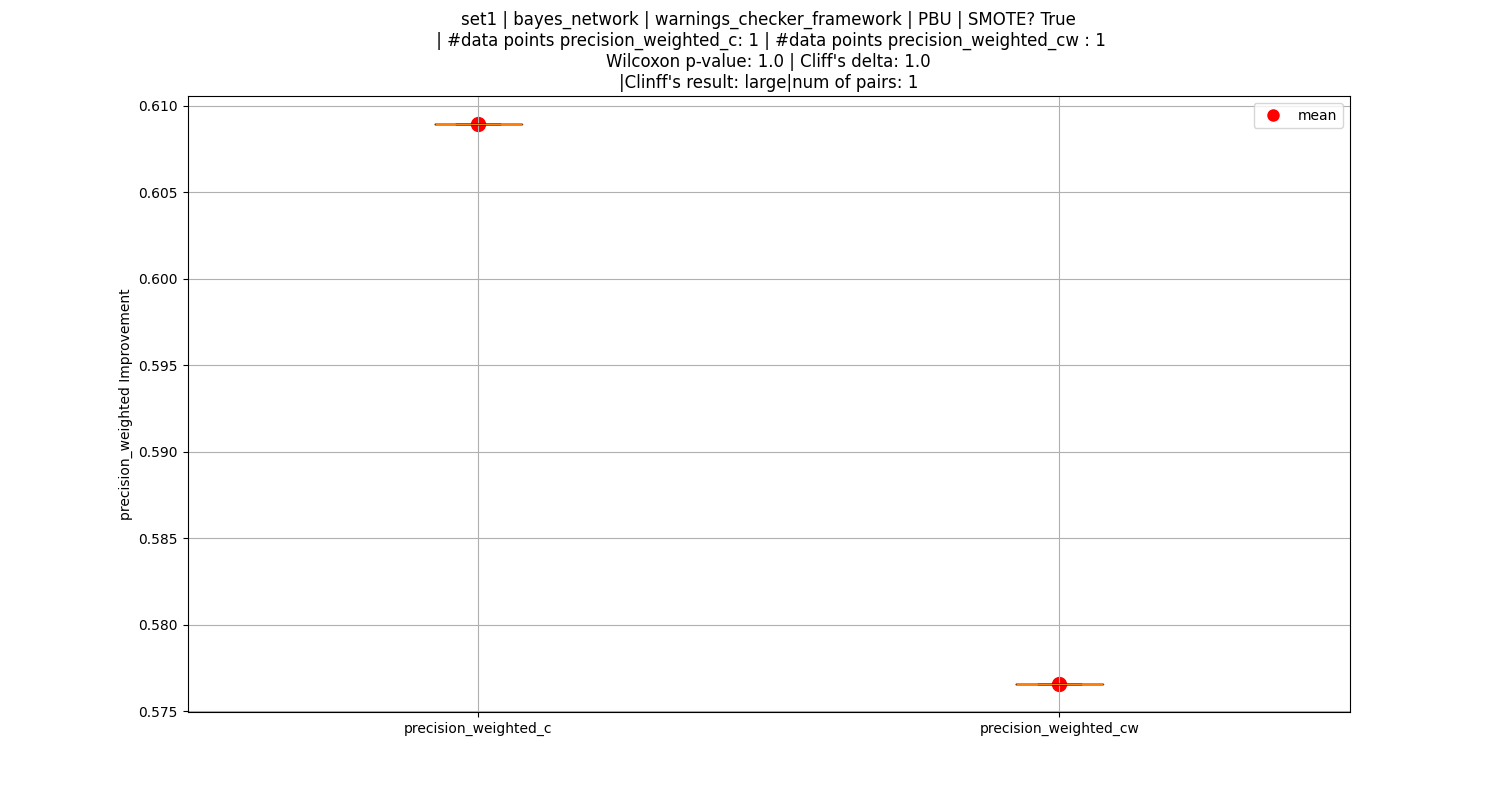 set1 | bayes_network | warnings_checker_framework | PBU | SMOTE? True
| #data points precision_weighted_c: 1 | #data points precision_weighted_cw : 1
Wilcoxon p-value: 1.0 | Cliff's delta: 1.0
|Clinff's result: large|num of pairs: 1
mean
precision_weighted Improvement
0.610
0.605
0.600
0.595
0.590
0.585
0.580
0.575
precision_weighted_c
precision_weighted_cw